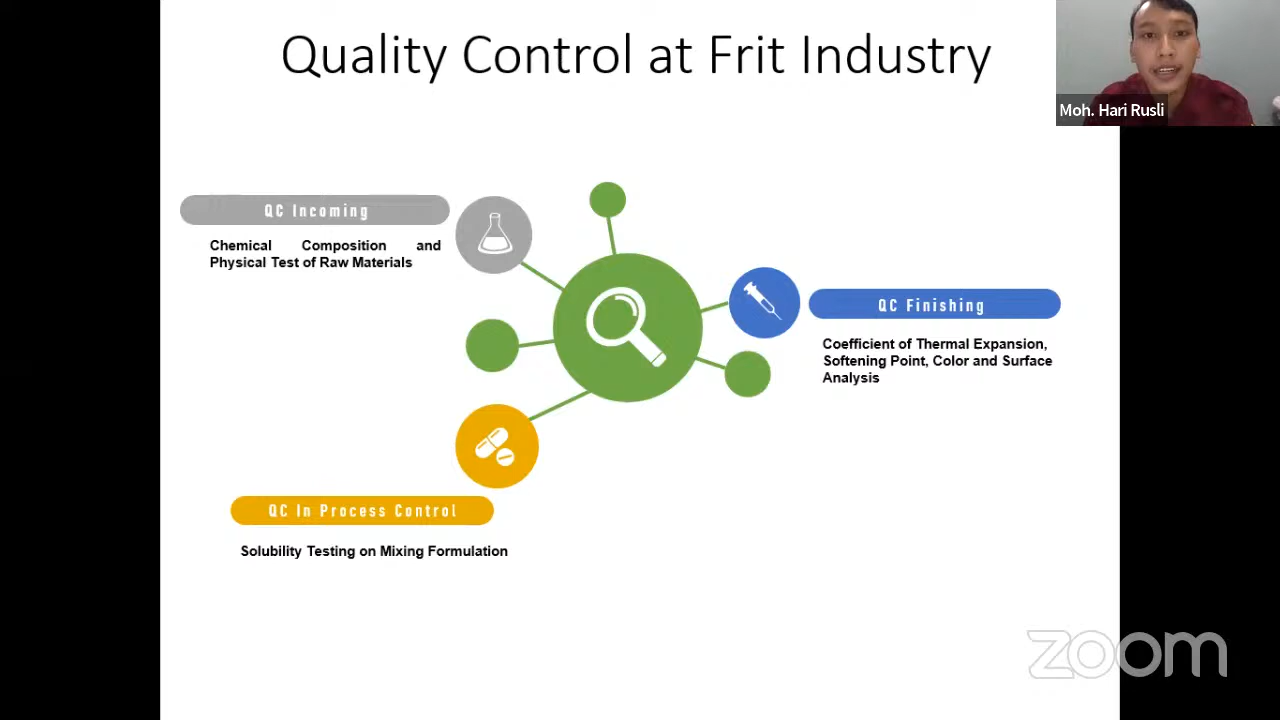 Quality Control at Frit Industry
Moh. Hari Rusli
QC Incoming
Chemical Composition and
Physical Test of Raw Materials
QC Finishing
Coefficient of Thermal Expansion,
Softening Point, Color and Surface
Analysis
QC In Process Control
Solubility Testing on Mixing Formulation
zoom